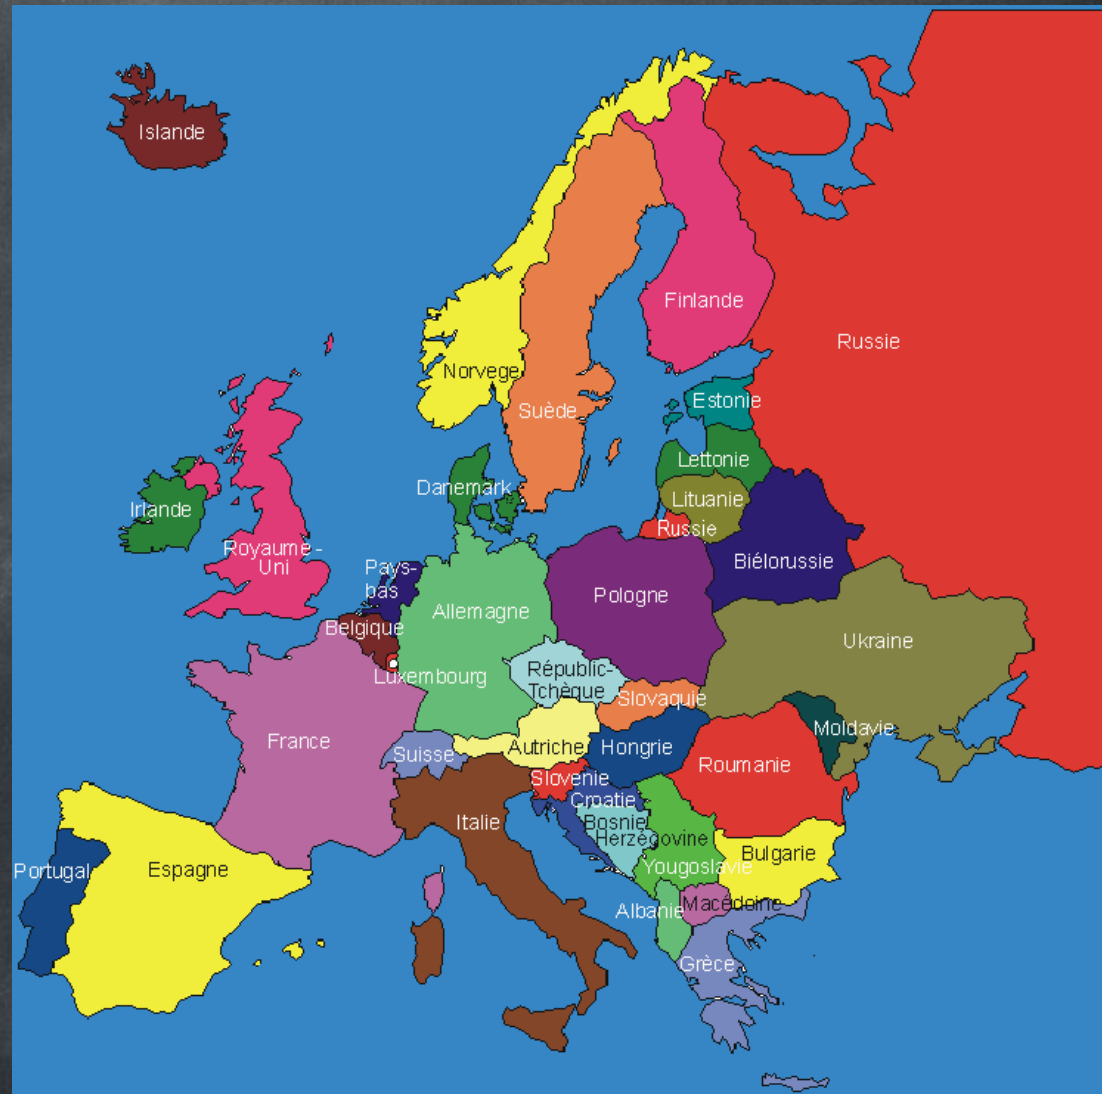 Islande
Finlande
Russie
Norvege
Suède
Estonie
Lettonie
Danemark
Lituanie
Irlande
Russie
Royaume-
Uni
Biélorussie
Pays-
bas
Pologne
Allemagne
Belgique
Ukraine
Républic-
Tchèque
Luxembourg
Slovaquie
Moldavie
France
Suisse
Autriche
Hongrie
Roumanie
Slovenie
Croatie
Italie
Bosnie
Herzégovine
Bulgarie
Yougoslavie
Portugal
Espagne
Macédoine
Albanie
Grèce